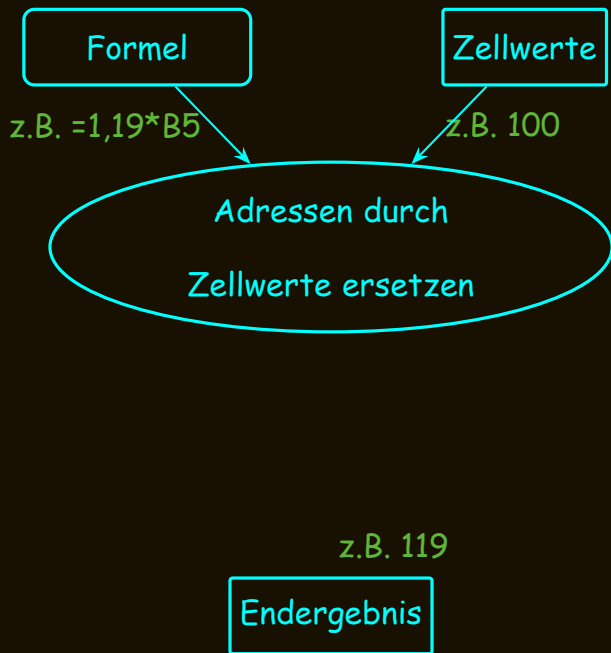 Formel
Zellwerte
z.B. =1,19*B5
z.B. 100
Adressen durch
Zellwerte ersetzen
z.B. 119
Endergebnis